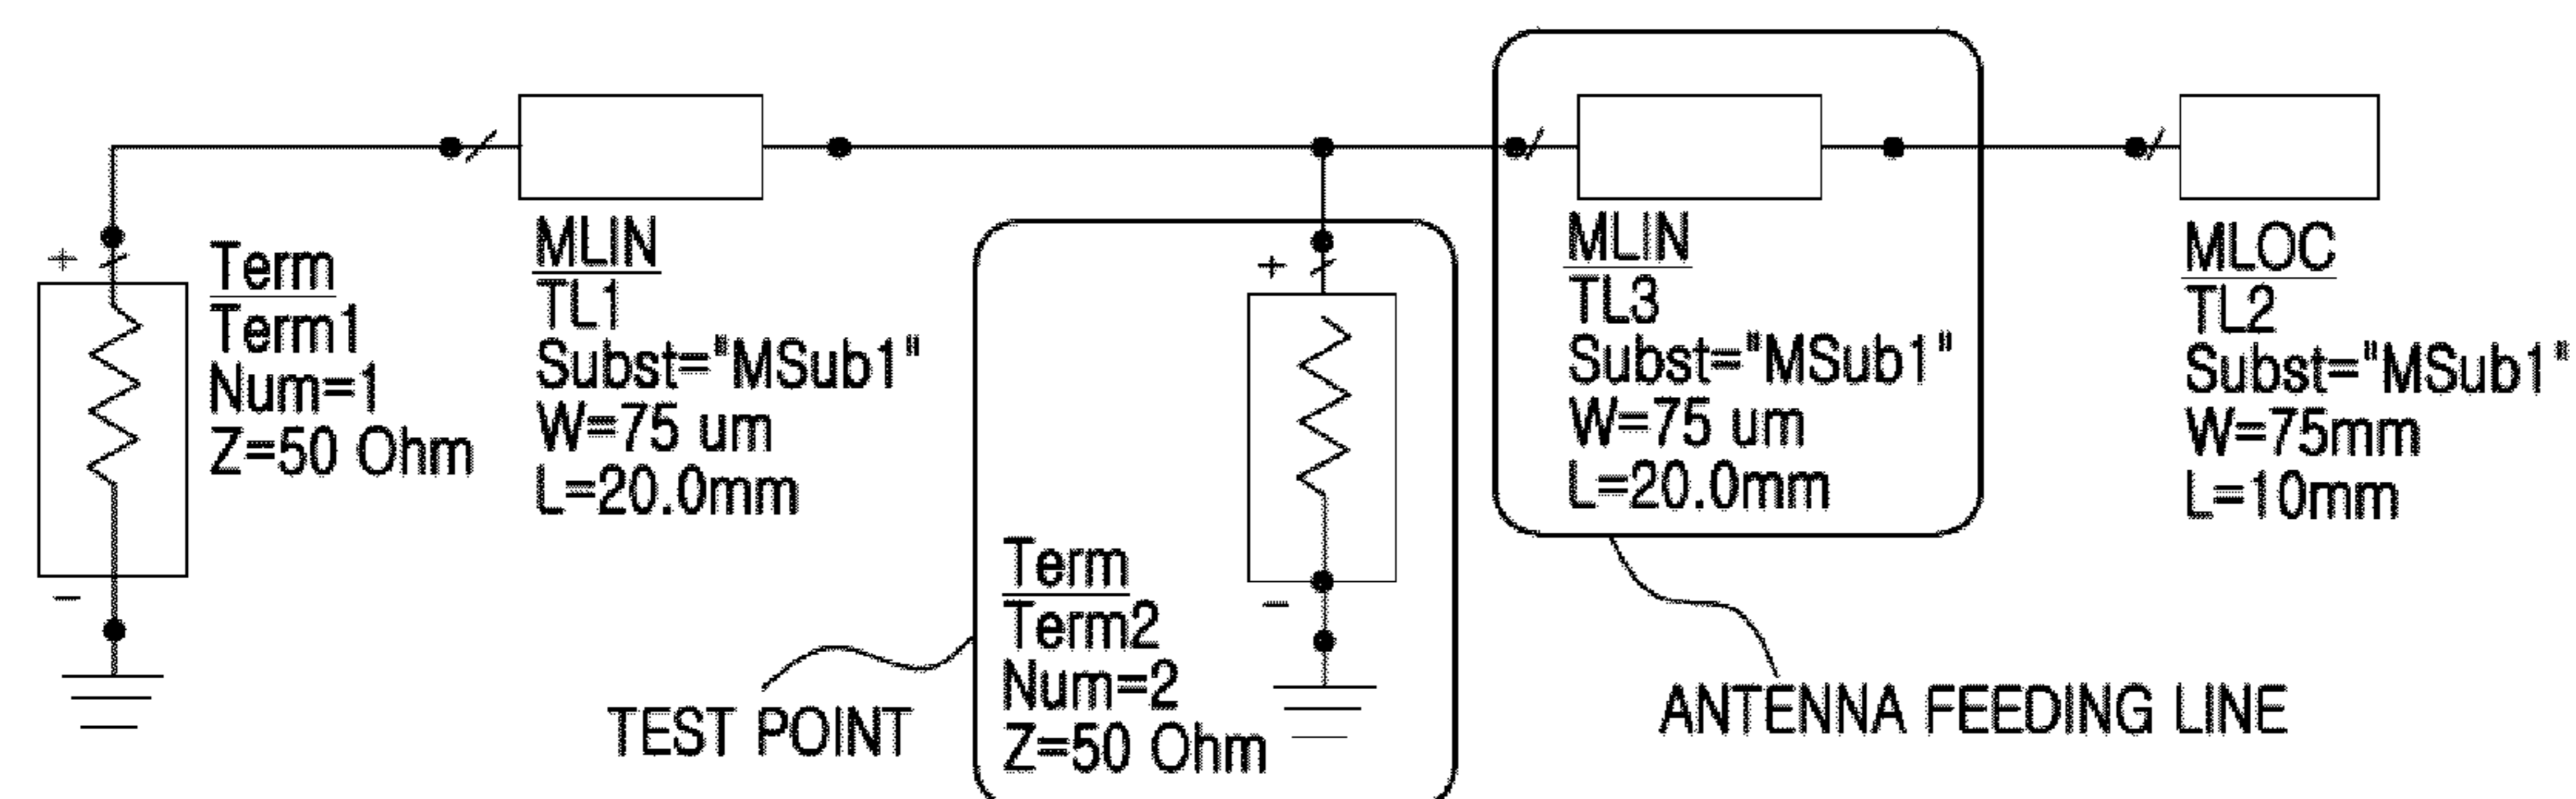 +
Term
Term1
Num=1
Z=50 Ohm
-
MLIN
TL1
Subst="MSub1"
W=75 um
L=20.0mm
+
-
Term
Term2
Num=2
Z=50 Ohm
TEST POINT
MLIN
TL3
Subst="MSub1"
W=75 um
L=20.0mm
ANTENNA FEEDING LINE
MLOC
TL2
Subst="MSub1"
W=75mm
L=10mm